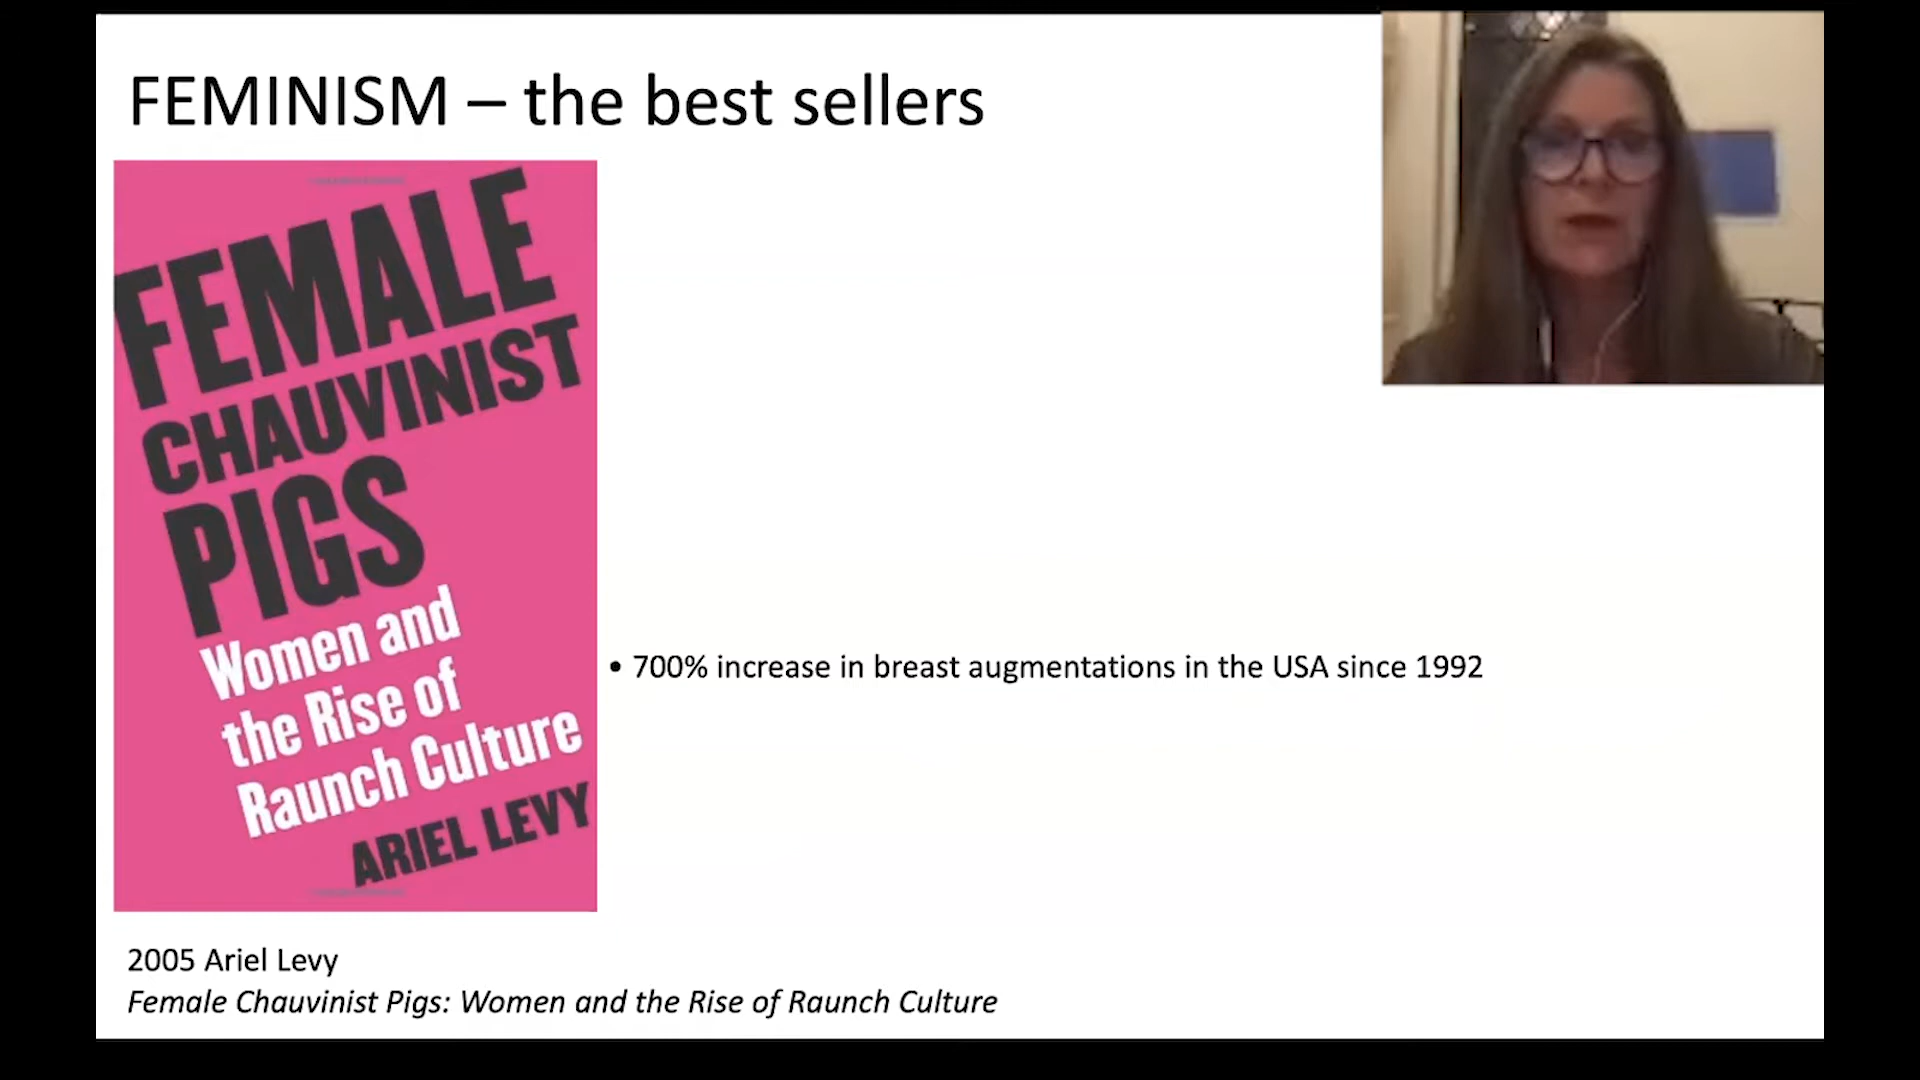 FEMINISM – the best sellers
FEMALE
CHAUVINIST
PIGS
Women and
the Rise of
Raunch Culture
ARIEL LEVY
• 700% increase in breast augmentations in the USA since 1992
2005 Ariel Levy
Female Chauvinist Pigs: Women and the Rise of Raunch Culture